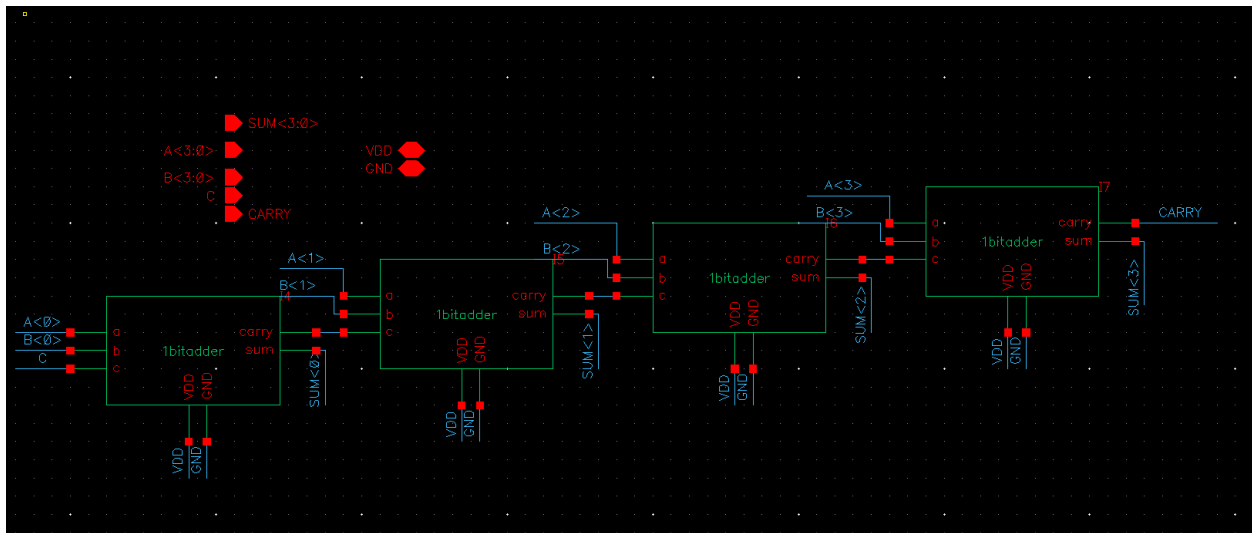 SUM<3:0>
A<3:0>
B<3:0>
C
CARRY
VDD
GND
A<0>
B<0>
C
a
b
c
1bitadder
carry
sum
VDD
GND
I4
SUM<0>
VDD
GND
A<1>
B<1>
a
b
c
1bitadder
carry
sum
VDD
GND
I5
SUM<1>
VDD
GND
A<2>
B<2>
a
b
c
1bitadder
carry
sum
VDD
GND
I6
SUM<2>
VDD
GND
A<3>
B<3>
a
b
c
1bitadder
carry
sum
VDD
GND
I7
CARRY
SUM<3>
VDD
GND